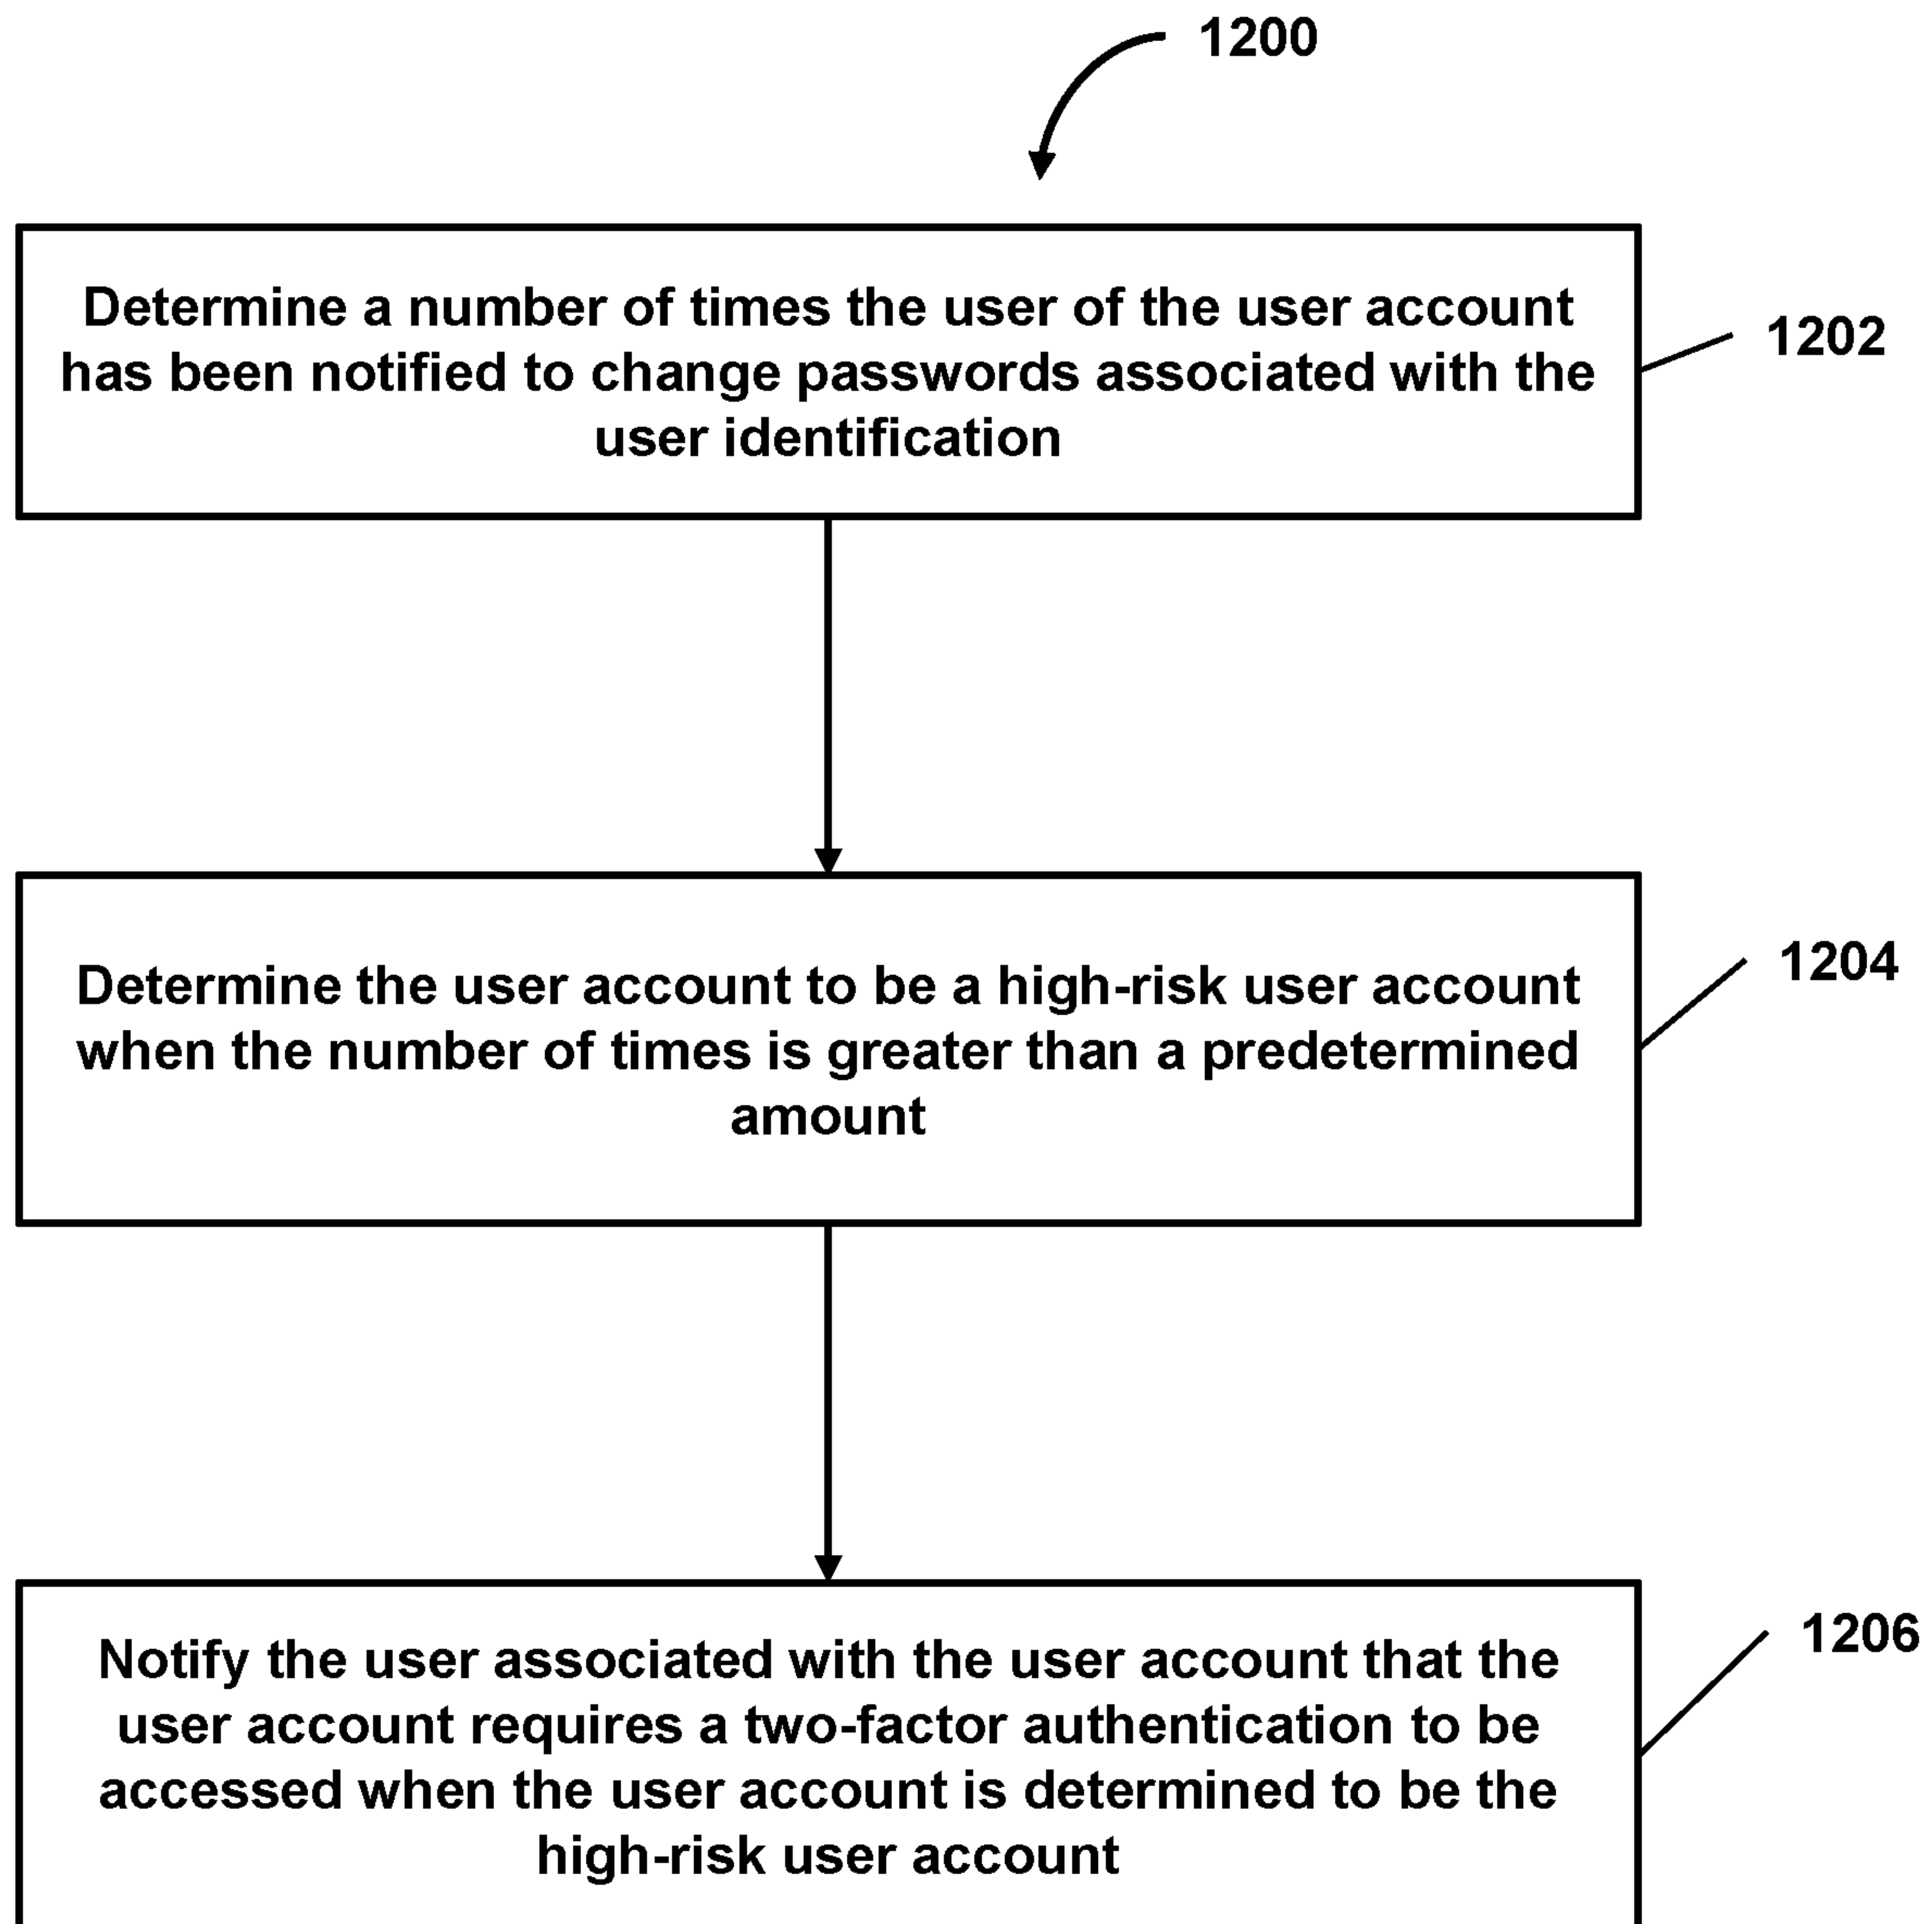 1200
Determine a number of times the user of the user account
has been notified to change passwords associated with the
user identification
1202
Determine the user account to be a high-risk user account
when the number of times is greater than a predetermined
amount
1204
Notify the user associated with the user account that the
user account requires a two-factor authentication to be
accessed when the user account is determined to be the
high-risk user account
1206